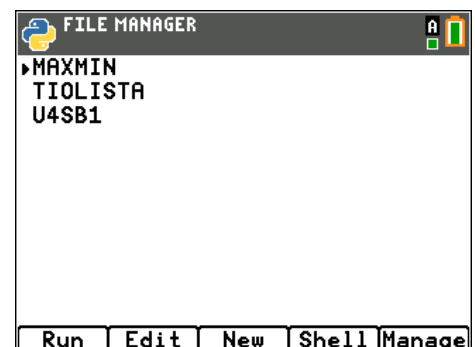 FILE MANAGER
A
MAXMIN
TIOLISTA
U4SB1
Run Edit New Shell Manage